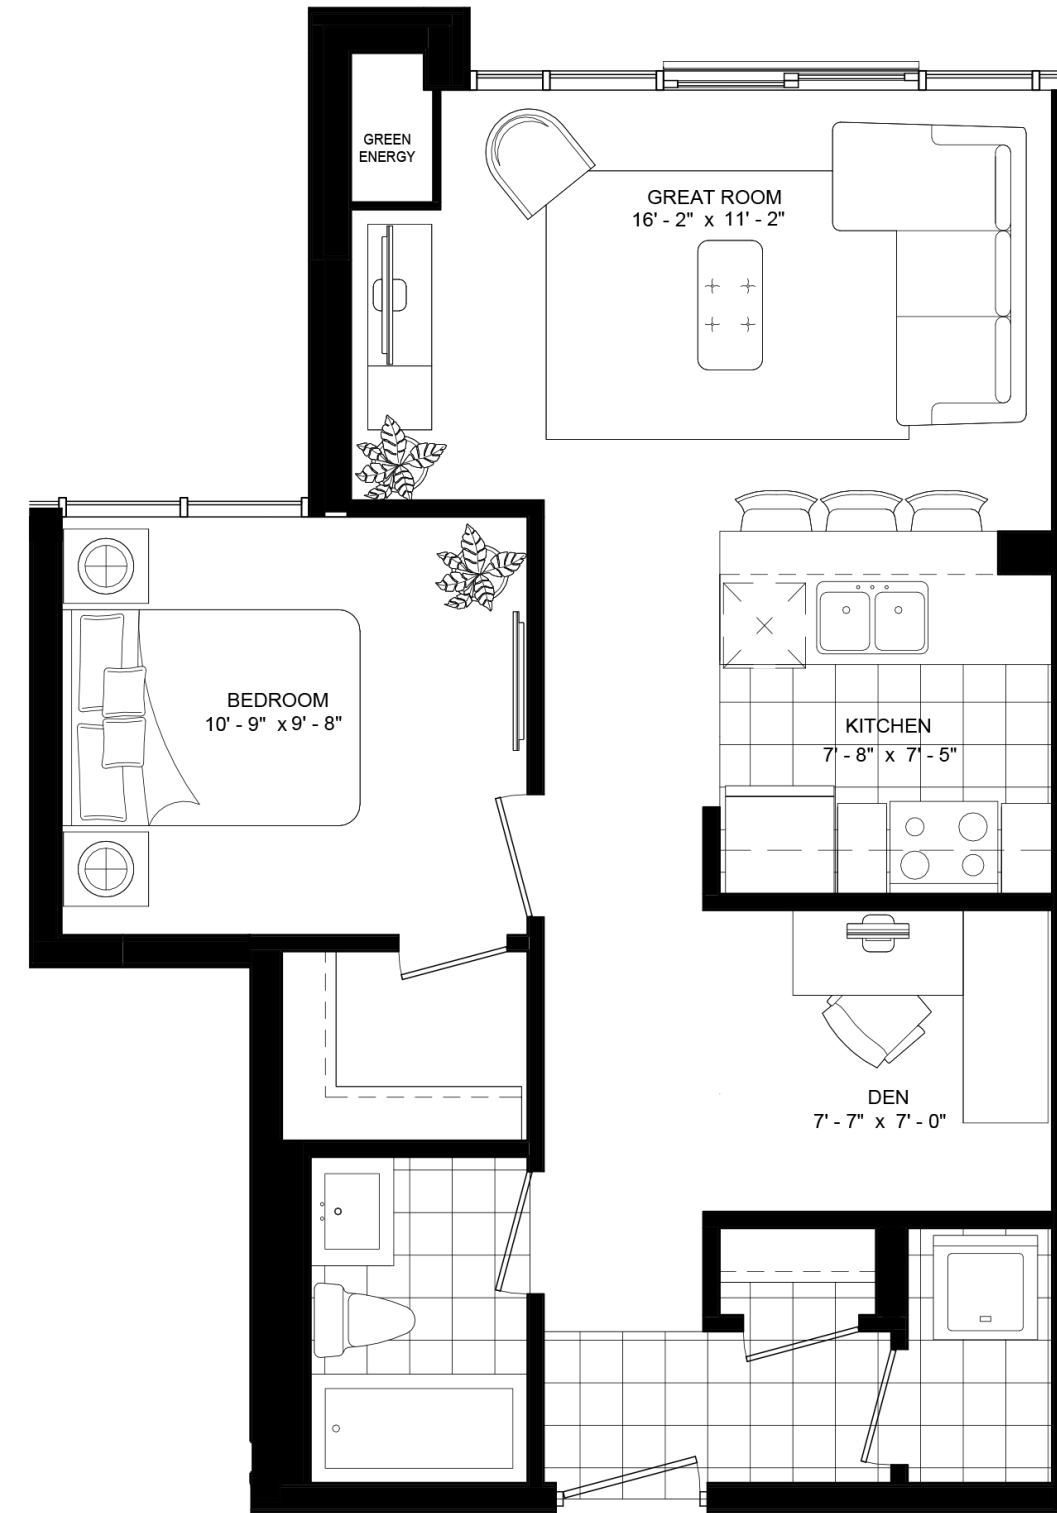 GREEN
ENERGY
GREAT ROOM
16' - 2" x 11' - 2"
BEDROOM
10' - 9" x 9' - 8"
KITCHEN
7' - 8" x 7' - 5"
DEN
7' - 7" x 7' - 0"